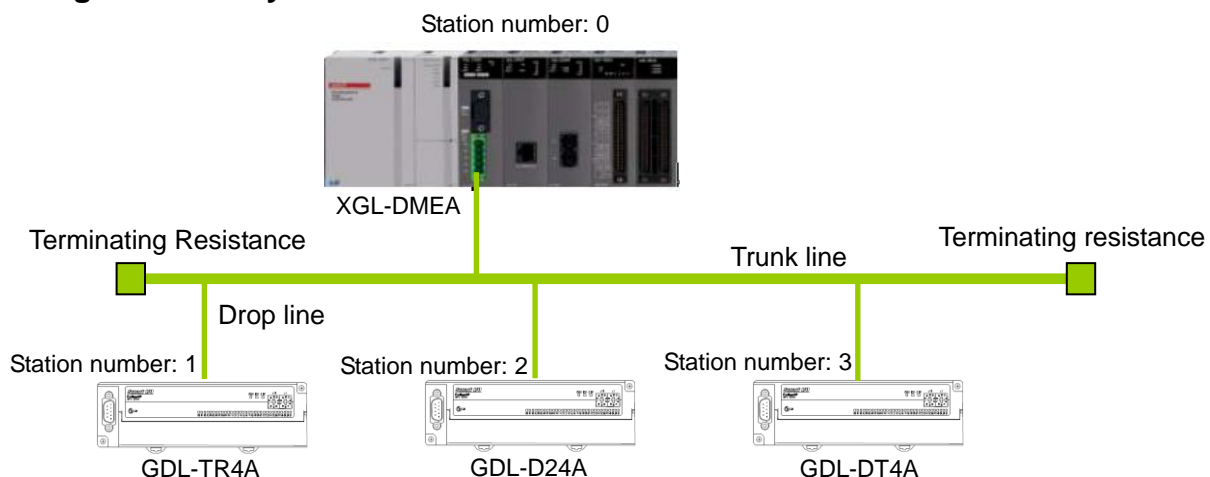 Station number: 0
XGL-DMEA
Terminating Resistance
Terminating resistance
Trunk line
Drop line
Station number: 1
Station number: 2
Station number: 3
GDL-TR4A
GDL-D24A
GDL-DT4A